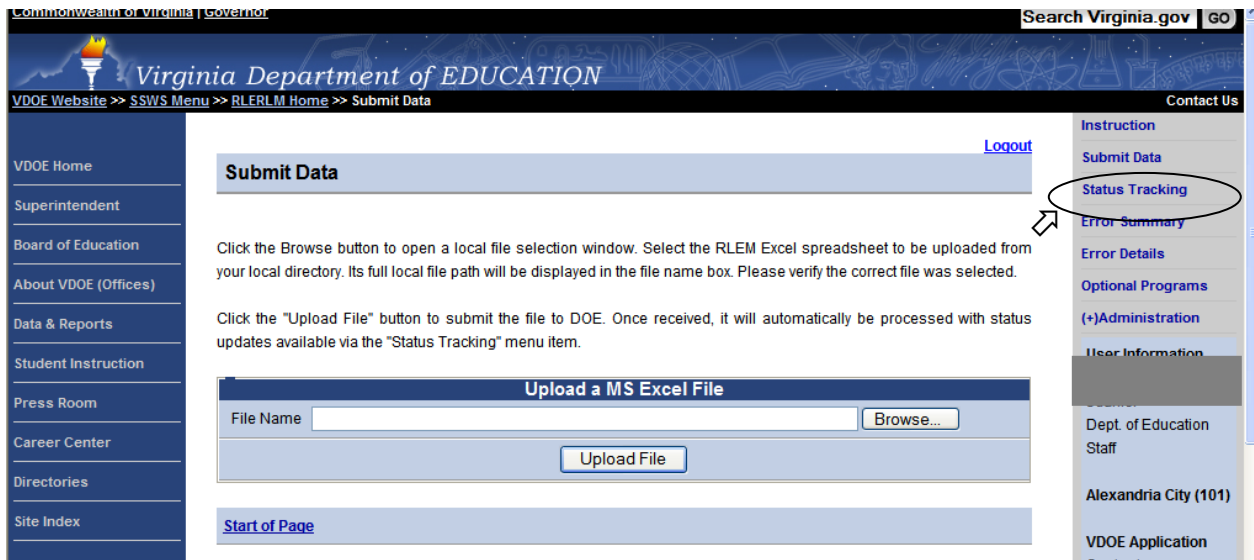 Commonwealth of Virginia | Governor
Search Virginia.gov GO
Virginia Department of EDUCATION
VDOE Website >> SSWS Menu >> RLERLM Home >> Submit Data
Contact Us
VDOE Home
Superintendent
Board of Education
About VDOE (Offices)
Data & Reports
Student Instruction
Press Room
Career Center
Directories
Site Index
Logout
Submit Data
Click the Browse button to open a local file selection window. Select the RLEM Excel spreadsheet to be uploaded from
your local directory. Its full local file path will be displayed in the file name box. Please verify the correct file was selected.
Click the "Upload File" button to submit the file to DOE. Once received, it will automatically be processed with status
updates available via the "Status Tracking" menu item.
Upload a MS Excel File
File Name
Browse...
Upload File
Start of Page
Instruction
Submit Data
Status Tracking
Error Summary
Error Details
Optional Programs
(+)Administration
User Information
Dept. of Education
Staff
Alexandria City (101)
VDOE Application